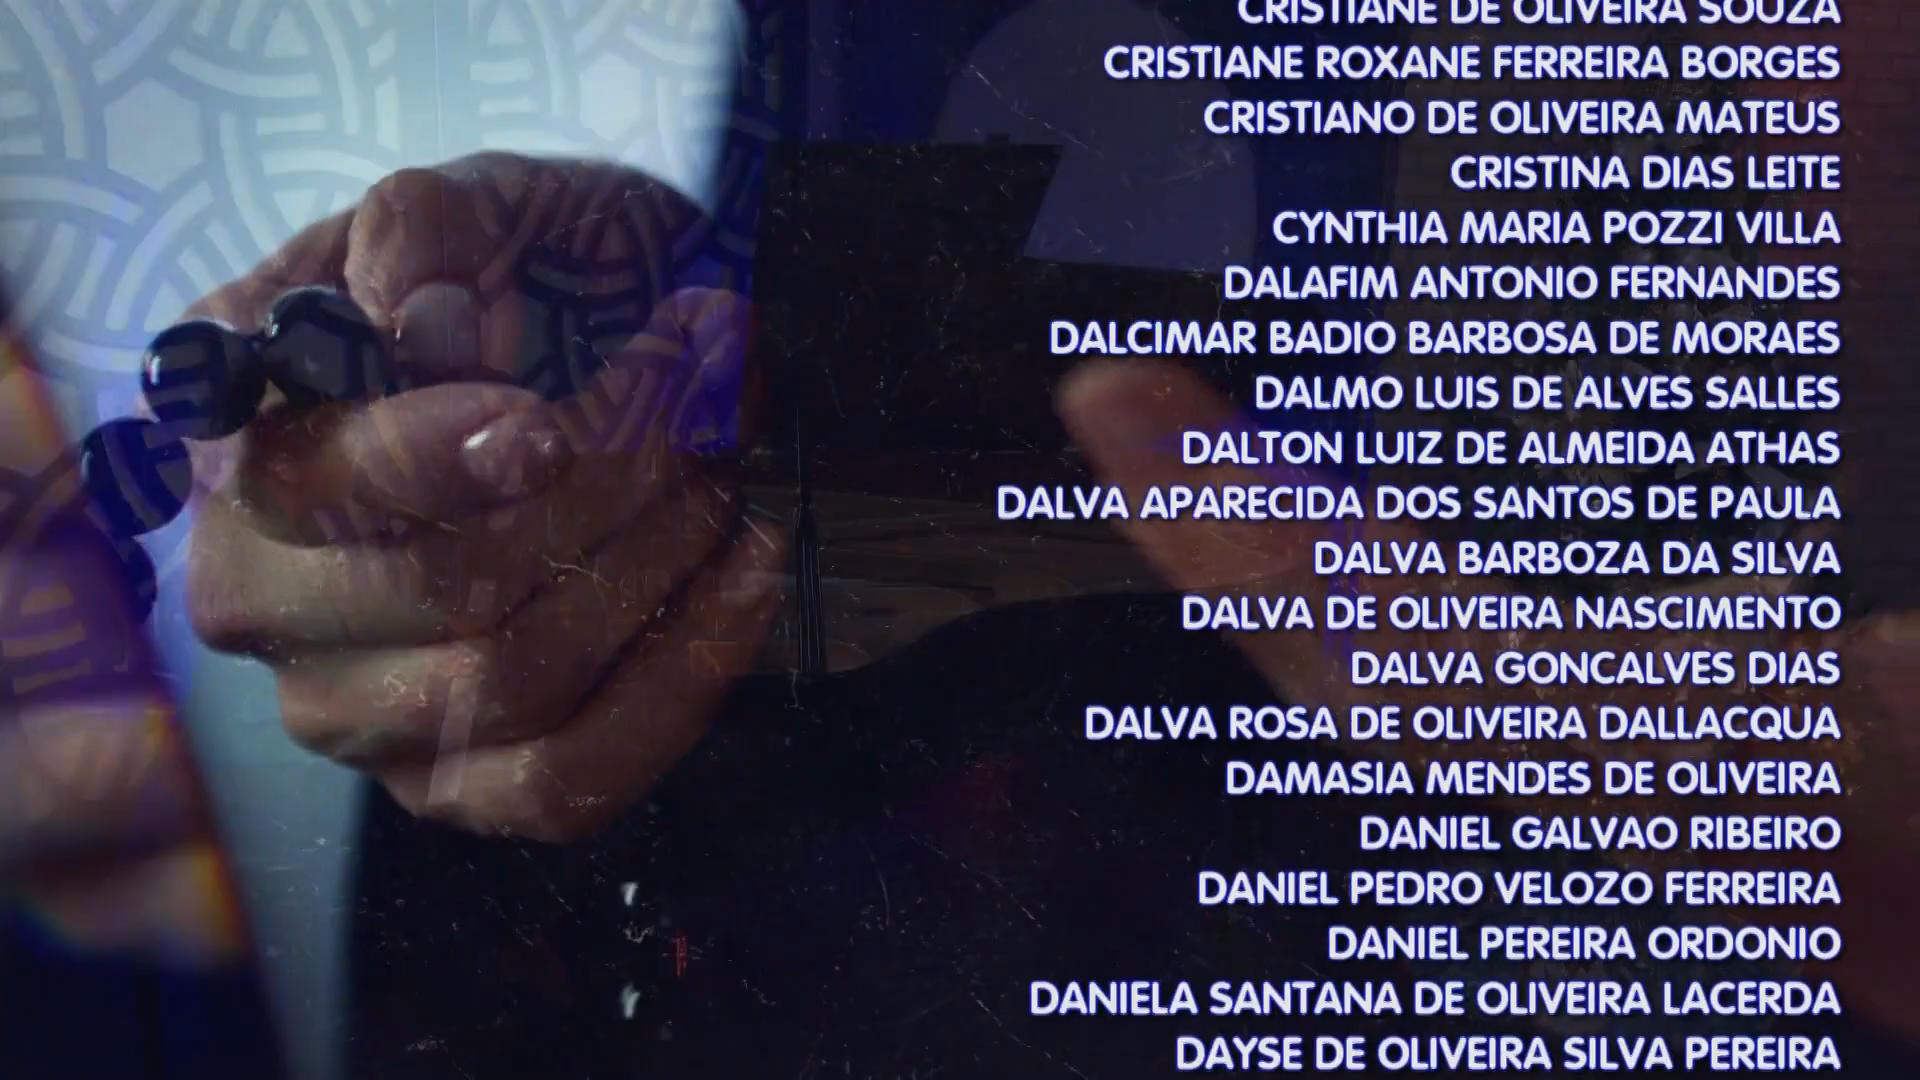 CRISTIANE DE OLIVEIRA SOUZA
CRISTIANE ROXANE FERREIRA BORGES
CRISTIANO DE OLIVEIRA MATEUS
CRISTINA DIAS LEITE
CYNTHIA MARIA POZZI VILLA
DALAFIM ANTONIO FERNANDES
DALCIMAR BADIO BARBOSA DE MORAES
DALMO LUIS DE ALVES SALLES
DALTON LUIZ DE ALMEIDA ATHAS
DALVA APARECIDA DOS SANTOS DE PAULA
DALVA BARBOZA DA SILVA
DALVA DE OLIVEIRA NASCIMENTO
DALVA GONCALVES DIAS
DALVA ROSA DE OLIVEIRA DALLACQUA
DAMASIA MENDES DE OLIVEIRA
DANIEL GALVAO RIBEIRO
DANIEL PEDRO VELOZO FERREIRA
DANIEL PEREIRA ORDONIO
DANIELA SANTANA DE OLIVEIRA LACERDA
DAYSE DE OLIVEIRA SILVA PEREIRA